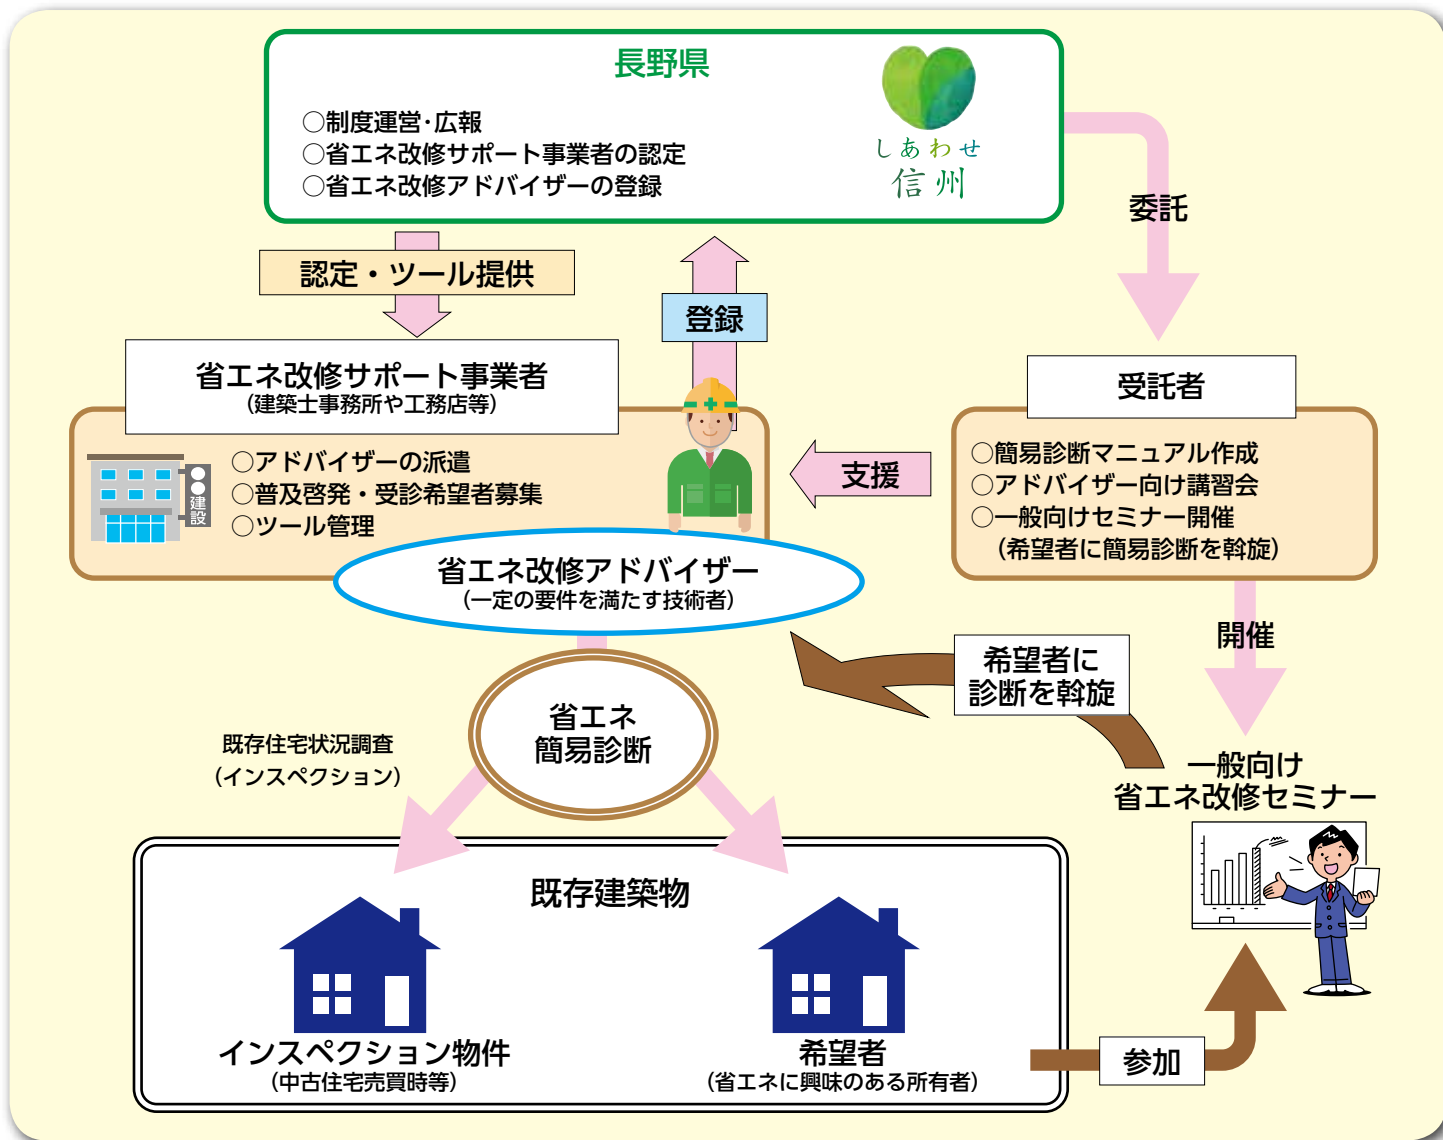 長野県
○制度運営・広報
○省エネ改修サポート事業者の認定
○省エネ改修アドバイザーの登録
しあわせ
信州
委託
認定・ツール提供
登録
省エネ改修サポート事業者
(建築士事務所や工務店等)
○アドバイザーの派遣
○普及啓発・受診希望者募集
○ツール管理
●●建設
支援
受託者
○簡易診断マニュアル作成
○アドバイザー向け講習会
○一般向けセミナー開催
(希望者に簡易診断を斡旋)
省エネ改修アドバイザー
(一定の要件を満たす技術者)
開催
希望者に
診断を斡旋
省エネ
簡易診断
既存住宅状況調査
(インスペクション)
一般向け
省エネ改修セミナー
既存建築物
インスペクション物件
(中古住宅売買時等)
希望者
(省エネに興味のある所有者)
参加